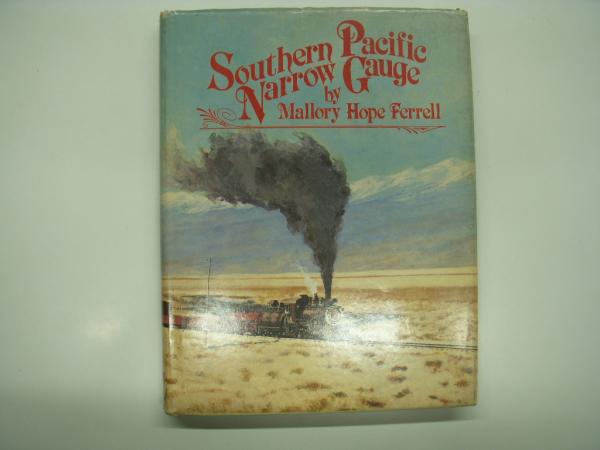 Southern Pacific
Narrow Gauge
by
Mallory Hope Ferrell